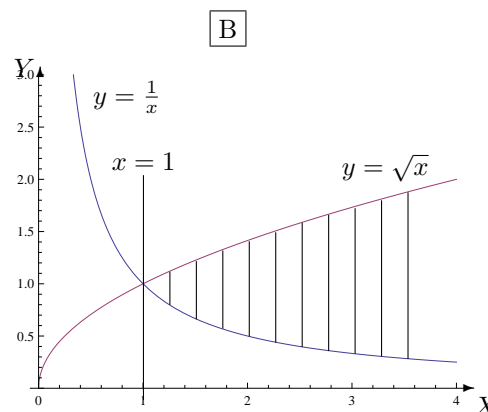 B
Y
3.0
y = 1/x
2.5
x = 1
y = √x
2.0
1.5
1.0
0.5
0 1 2 3 4
X